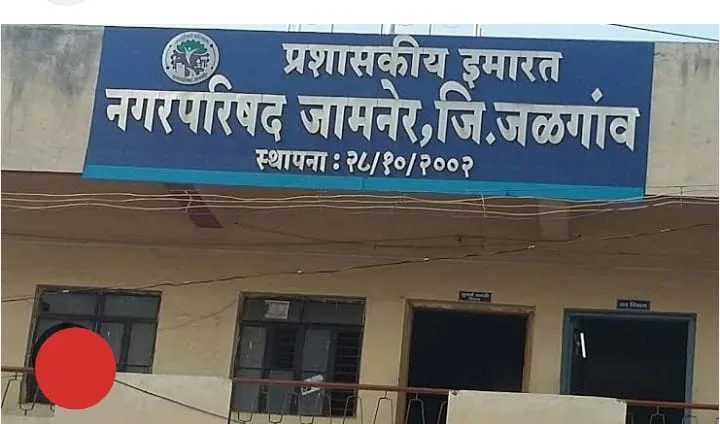 प्रशासकीय इमारत
नगरपरिषद जामनेर,जि.जळगांव
स्थापना : २८/१०/२००२